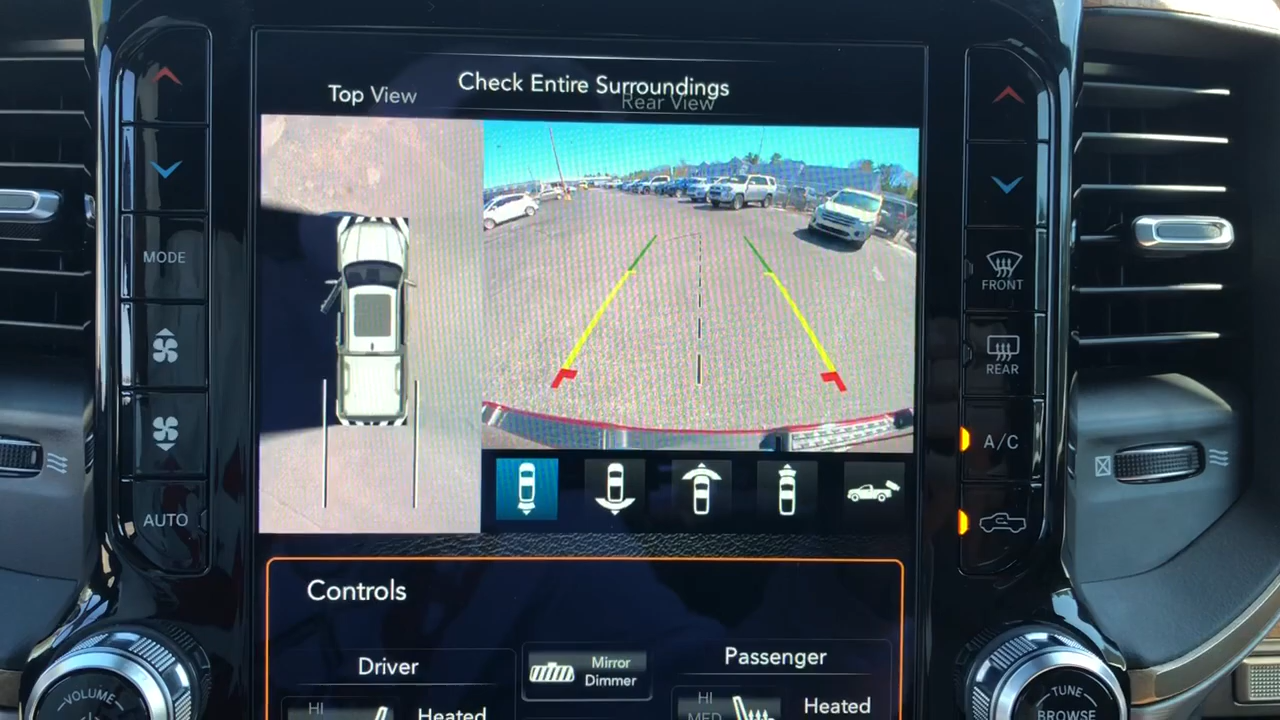 Check Entire Surroundings
Top View
Rear View
MODE
AUTO
FRONT
REAR
A/C
Controls
Driver
Mirror
Dimmer
Passenger
HI
Heated
HI
MED
Heated
VOLUME
TUNE
BROWSE